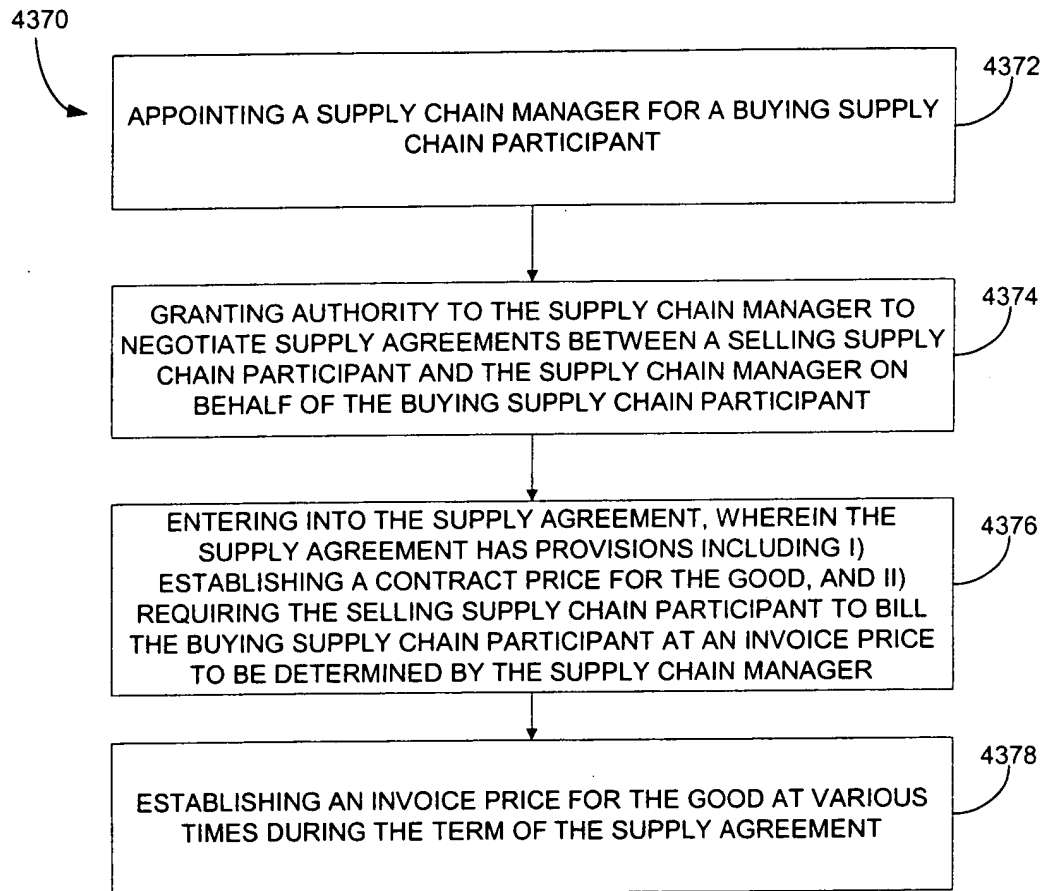 4370
4372
APPOINTING A SUPPLY CHAIN MANAGER FOR A BUYING SUPPLY
CHAIN PARTICIPANT
4374
GRANTING AUTHORITY TO THE SUPPLY CHAIN MANAGER TO
NEGOTIATE SUPPLY AGREEMENTS BETWEEN A SELLING SUPPLY
CHAIN PARTICIPANT AND THE SUPPLY CHAIN MANAGER ON
BEHALF OF THE BUYING SUPPLY CHAIN PARTICIPANT
4376
ENTERING INTO THE SUPPLY AGREEMENT, WHEREIN THE
SUPPLY AGREEMENT HAS PROVISIONS INCLUDING I)
ESTABLISHING A CONTRACT PRICE FOR THE GOOD, AND II)
REQUIRING THE SELLING SUPPLY CHAIN PARTICIPANT TO BILL
THE BUYING SUPPLY CHAIN PARTICIPANT AT AN INVOICE PRICE
TO BE DETERMINED BY THE SUPPLY CHAIN MANAGER
4378
ESTABLISHING AN INVOICE PRICE FOR THE GOOD AT VARIOUS
TIMES DURING THE TERM OF THE SUPPLY AGREEMENT